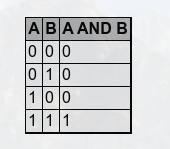 A B A AND B
0 0 0
0 1 0
1 0 0
1 1 1